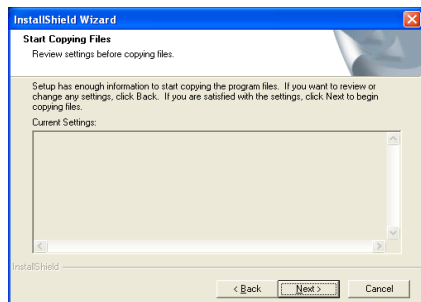 InstallShield Wizard
Start Copying Files
Review settings before copying files.
Setup has enough information to start copying the program files. If you want to review or
change any settings, click Back. If you are satisfied with the settings, click Next to begin
copying files.
Current Settings:
InstallShield
< Back
Next >
Cancel